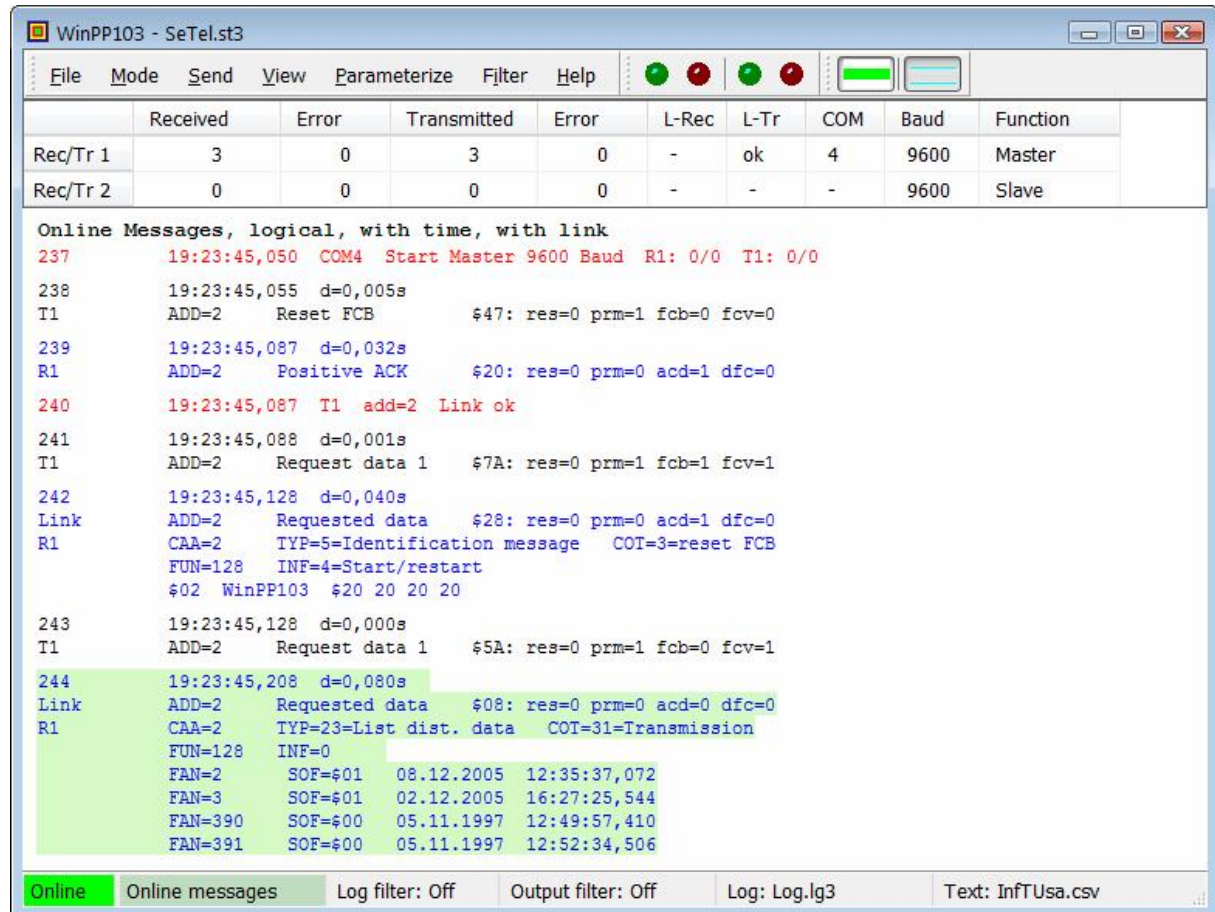 WinPP103 - SeTel.st3
File Mode Send View Parameterize Filter Help
Received Error Transmitted Error L-Rec L-Tr COM Baud Function
Rec/Tr 1 3 0 3 0 - ok 4 9600 Master
Rec/Tr 2 0 0 0 0 - - - 9600 Slave
Online Messages, logical, with time, with link
237 19:23:45,050 COM4 Start Master 9600 Baud R1: 0/0 T1: 0/0
238 19:23:45,055 d=0,005s
T1 ADD=2 Reset FCB $47: res=0 prm=1 fcb=0 fcv=0
239 19:23:45,087 d=0,032s
R1 ADD=2 Positive ACK $20: res=0 prm=0 acd=1 dfc=0
240 19:23:45,087 T1 add=2 Link ok
241 19:23:45,088 d=0,001s
T1 ADD=2 Request data 1 $7A: res=0 prm=1 fcb=1 fcv=1
242 19:23:45,128 d=0,040s
Link ADD=2 Requested data $28: res=0 prm=0 acd=1 dfc=0
R1 CAA=2 TYP=5=Identification message COT=3=reset FCB
FUN=128 INF=4=Start/restart
$02 WinPP103 $20 20 20 20
243 19:23:45,128 d=0,000s
T1 ADD=2 Request data 1 $5A: res=0 prm=1 fcb=0 fcv=1
244 19:23:45,208 d=0,080s
Link ADD=2 Requested data $08: res=0 prm=0 acd=0 dfc=0
R1 CAA=2 TYP=23=List dist. data COT=31=Transmission
FUN=128 INF=0
FAN=2 SOF=$01 08.12.2005 12:35:37,072
FAN=3 SOF=$01 02.12.2005 16:27:25,544
FAN=390 SOF=$00 05.11.1997 12:49:57,410
FAN=391 SOF=$00 05.11.1997 12:52:34,506
Online Online messages Log filter: Off Output filter: Off Log: Log.lg3 Text: InfTUsa.csv